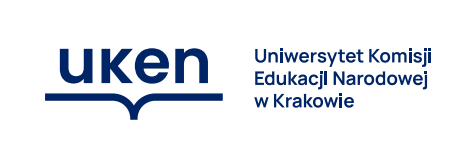 uken
Uniwersytet Komisji
Edukacji Narodowej
w Krakowie